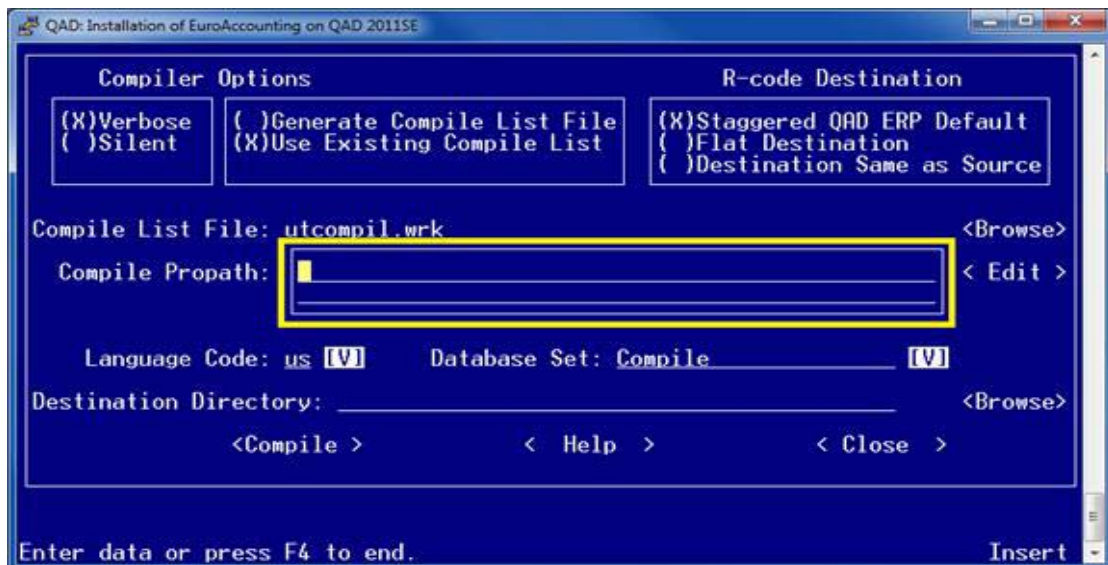 QAD: Installation of EuroAccounting on QAD 2011SE
Compiler Options R-code Destination
(X)Verbose ( )Generate Compile List File (X)Staggered QAD ERP Default
( )Silent (X)Use Existing Compile List ( )Flat Destination
( )Destination Same as Source
Compile List File: utcompil.wrk <Browse>
Compile Propath: < Edit >
Language Code: us [V] Database Set: Compile [V]
Destination Directory: <Browse>
<Compile > < Help > < Close >
Enter data or press F4 to end. Insert